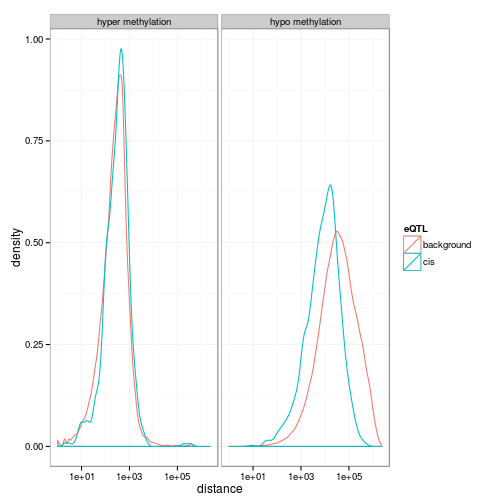 hyper methylation hypo methylation
1.00
0.75
0.50
0.25
0.00
density
1e+01 1e+03 1e+05 1e+01 1e+03 1e+05
distance
eQTL
background
cis